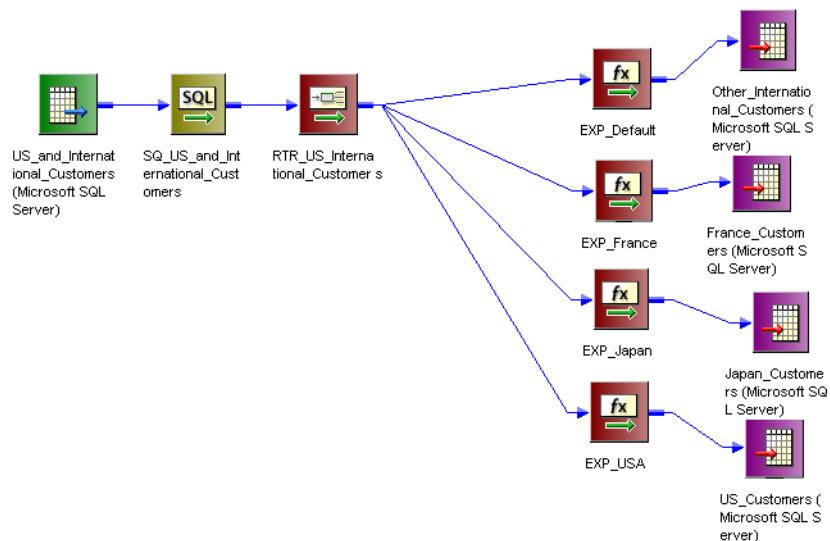 SQL
fx
fx
fx
fx
US_and_Internat
ional_Customers
(Microsoft SQL
Server)
SQ_US_and_Int
ernational_Cust
omers
RTR_US_Interna
tional_Customer s
EXP_Default
Other_Internatio
nal_Customers (
Microsoft SQL S
erver)
EXP_France
France_Custom
ers (Microsoft S
QL Server)
EXP_Japan
Japan_Custome
rs (Microsoft SQ
L Server)
EXP_USA
US_Customers (
Microsoft SQL S
erver)